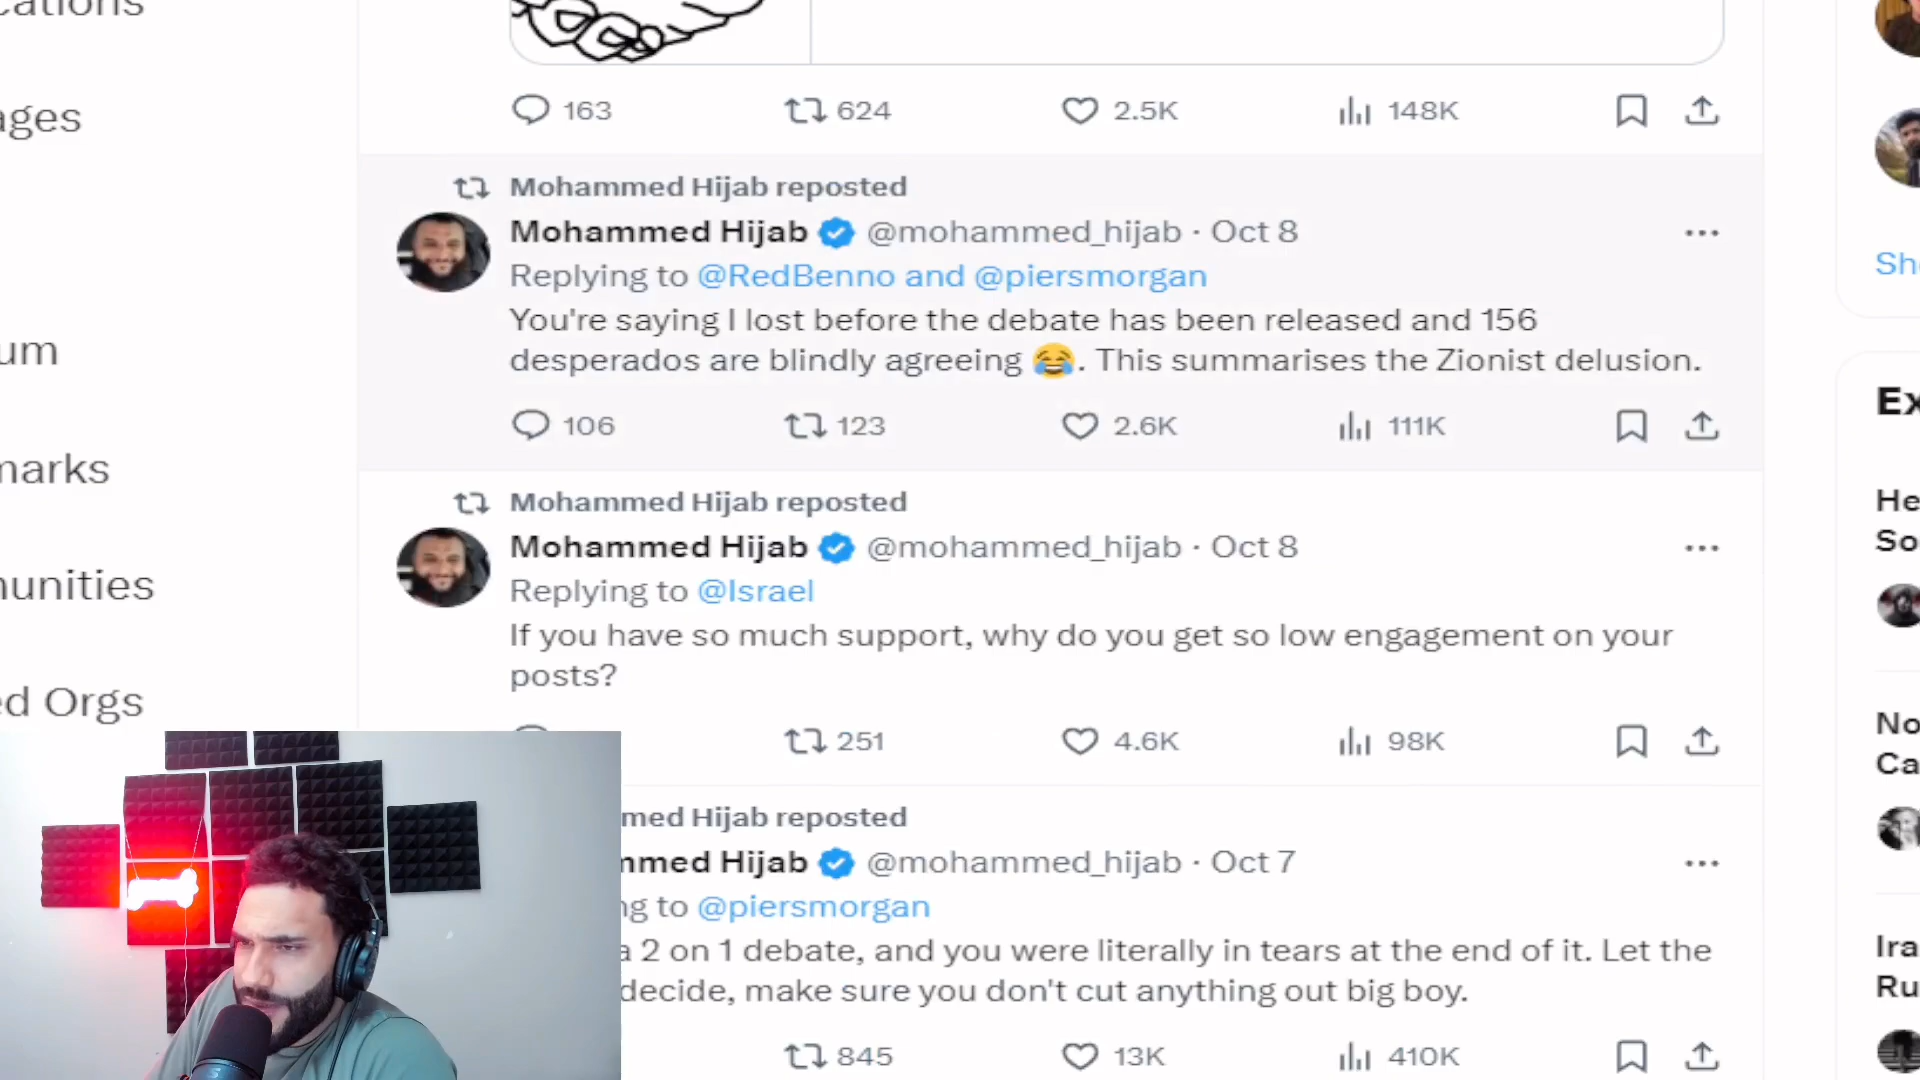 cations
163 624 2.5K 148K
ages
Mohammed Hijab reposted
Mohammed Hijab @mohammed_hijab · Oct 8 ...
Replying to @RedBenno and @piersmorgan
You're saying I lost before the debate has been released and 156
desperados are blindly agreeing 😂. This summarises the Zionist delusion.
106 123 2.6K 111K
um
marks
Mohammed Hijab reposted
Mohammed Hijab @mohammed_hijab · Oct 8 ...
Replying to @Israel
If you have so much support, why do you get so low engagement on your
posts?
251 4.6K 98K
munities
ed Orgs
med Hijab reposted
mmed Hijab @mohammed_hijab · Oct 7 ...
ng to @piersmorgan
a 2 on 1 debate, and you were literally in tears at the end of it. Let the
decide, make sure you don't cut anything out big boy.
845 13K 410K
Sh
Ex
He
So
No
Ca
Ira
Ru